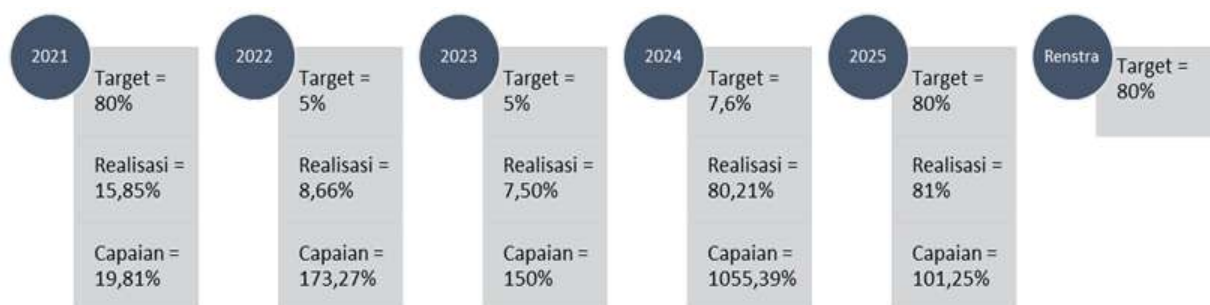 2021
Target =
80%
Realisasi =
15,85%
Capaian =
19,81%
2022
Target =
5%
Realisasi =
8,66%
Capaian =
173,27%
2023
Target =
5%
Realisasi =
7,50%
Capaian =
150%
2024
Target =
7,6%
Realisasi =
80,21%
Capaian =
1055,39%
2025
Target =
80%
Realisasi =
81%
Capaian =
101,25%
Renstra
Target =
80%